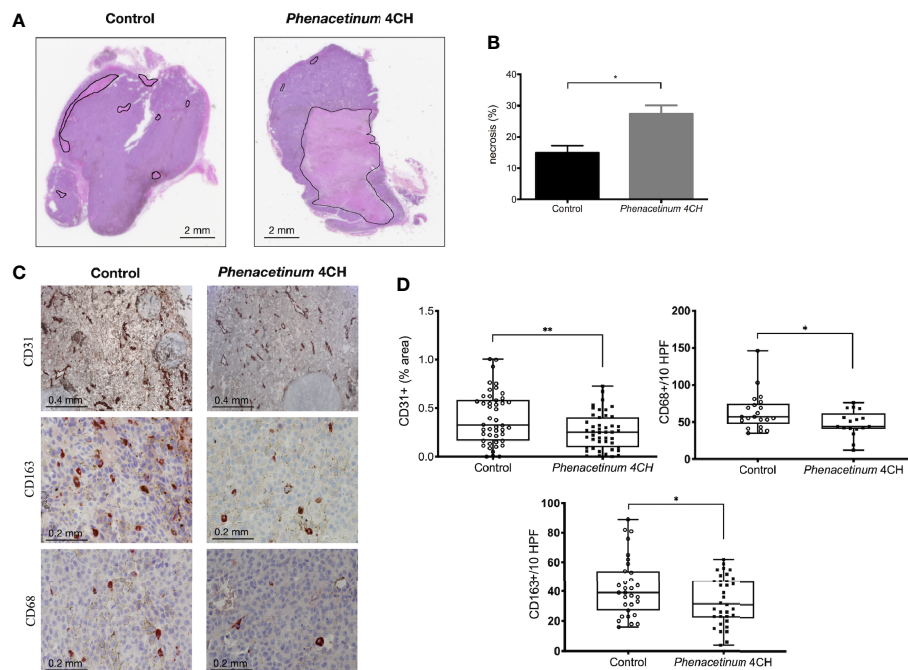 A
Control
Phenacetinum 4CH
2 mm
2 mm
B
*
necrosis (%)
40
30
20
10
0
Control
Phenacetinum 4CH
C
Control
Phenacetinum 4CH
CD31
0.4 mm
0.4 mm
CD163
0.2 mm
0.2 mm
CD68
0.2 mm
0.2 mm
D
CD31+ (% area)
1.5
1.0
0.5
0.0
**
Control
Phenacetinum 4CH
CD68+/10 HPF
200
150
100
50
0
*
Control
Phenacetinum 4CH
CD163+/10 HPF
100
80
60
40
20
0
*
Control
Phenacetinum 4CH